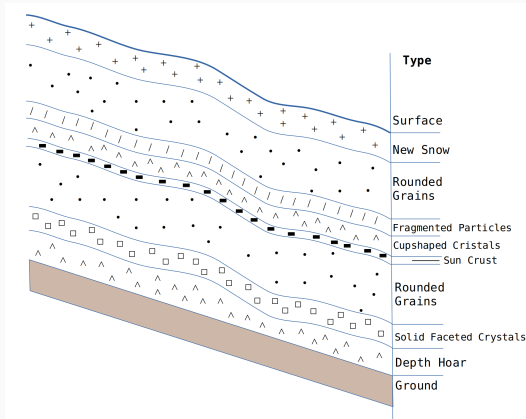 Type
Surface
New Snow
Rounded
Grains
Fragmented Particles
Cupshaped Cristals
Sun Crust
Rounded
Grains
Solid Faceted Crystals
Depth Hoar
Ground